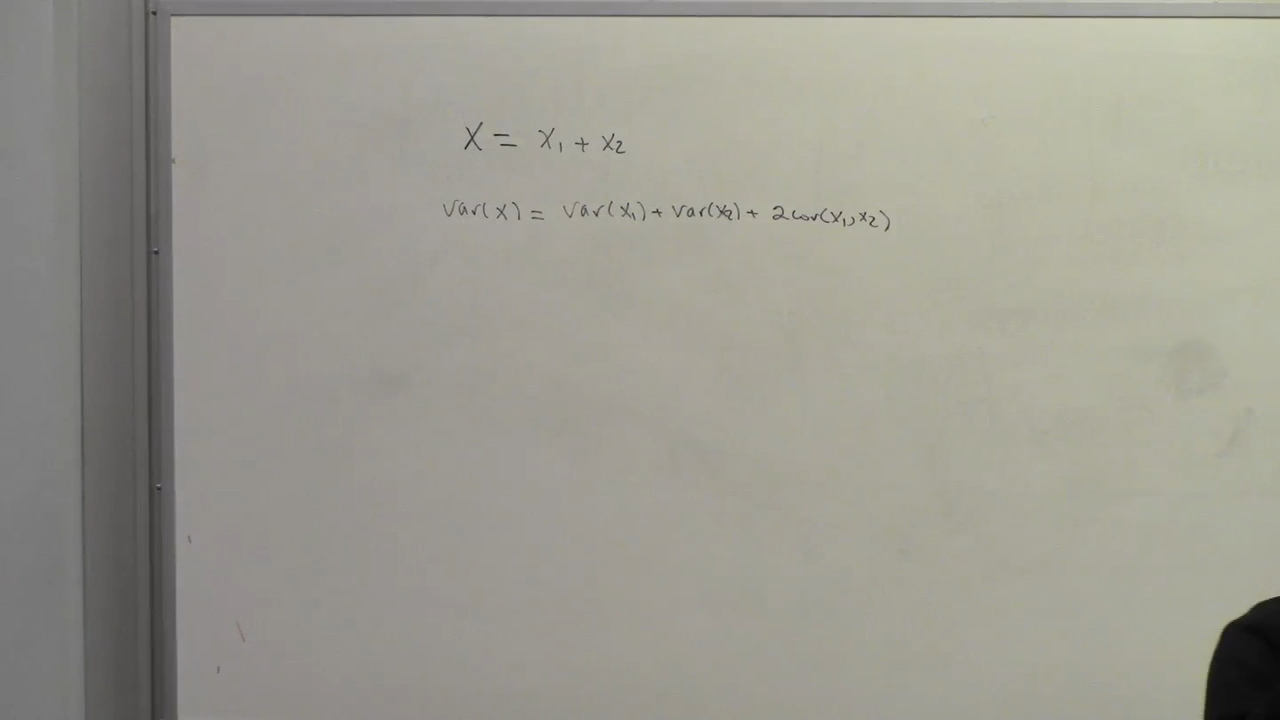 X = X₁ + X₂
Var(X) = Var(X₁) + Var(X₂) + 2cov(X₁, X₂)